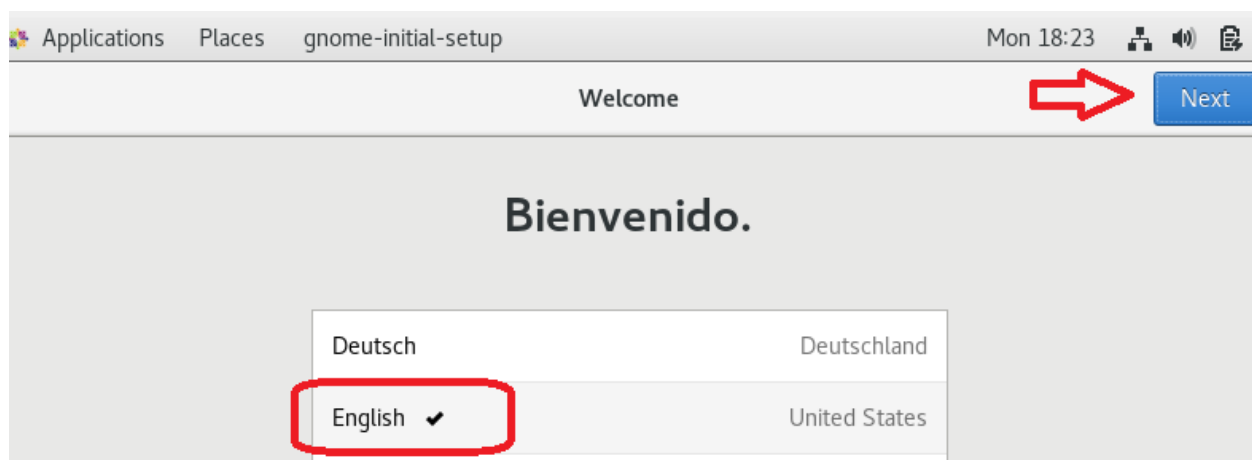 Applications Places gnome-initial-setup Mon 18:23
Welcome Next
Bienvenido.
Deutsch Deutschland
English United States